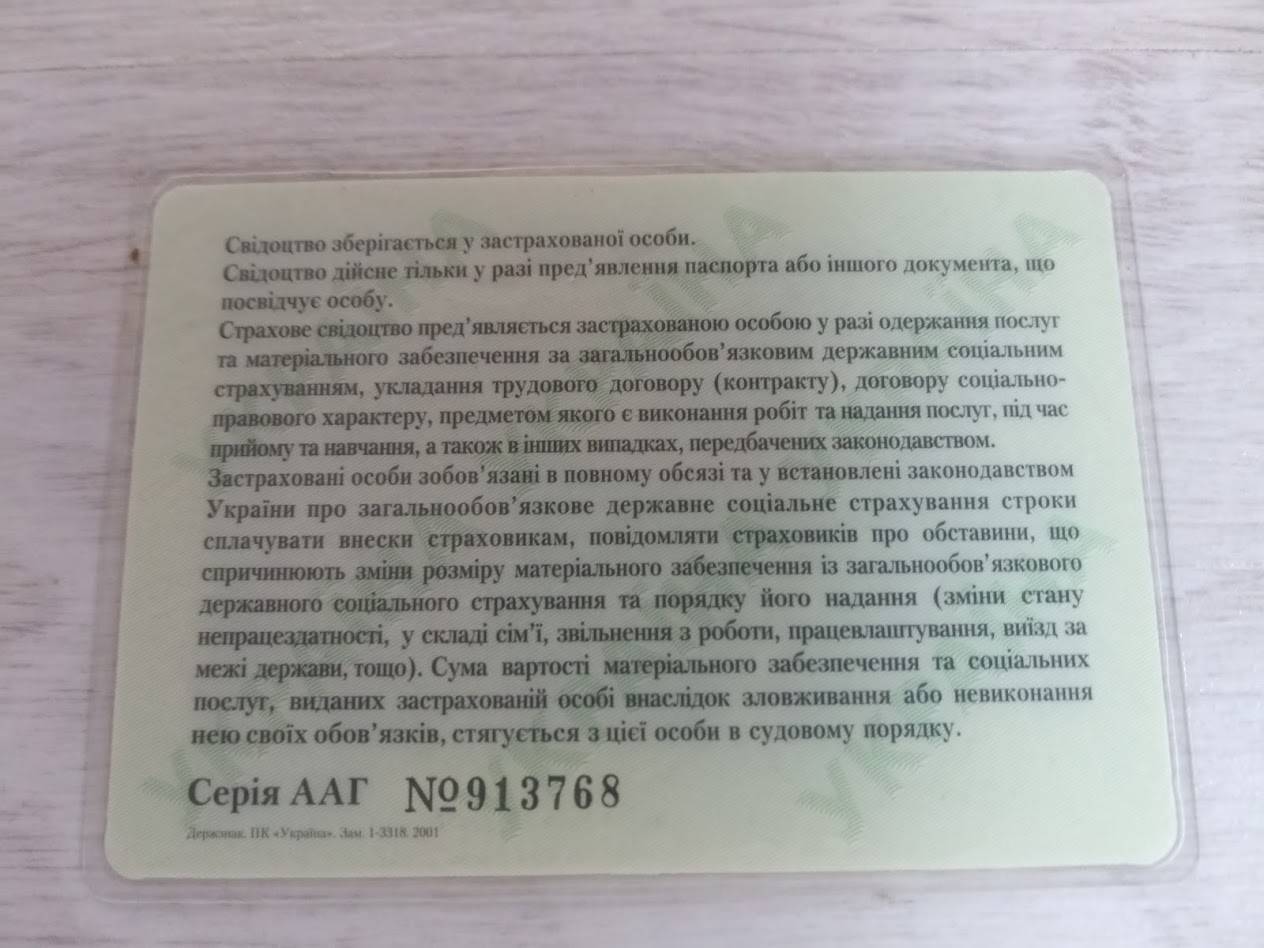 Свідоцтво зберігається у застрахованої особи.
Свідоцтво дійсне тільки у разі пред’явлення паспорта або іншого документа, що
посвідчує особу.
Страхове свідоцтво пред’являється застрахованою особою у разі одержання послуг
та матеріального забезпечення за загальнообов’язковим державним соціальним
страхуванням, укладання трудового договору (контракту), договору соціально-
правового характеру, предметом якого є виконання робіт та надання послуг, під час
прийому та навчання, а також в інших випадках, передбачених законодавством.
Застраховані особи зобов’язані в повному обсязі та у встановлені законодавством
України про загальнообов’язкове державне соціальне страхування строки
сплачувати внески страховикам, повідомляти страховиків про обставини, що
спричинюють зміни розміру матеріального забезпечення із загальнообов’язкового
державного соціального страхування та порядку його надання (зміни стану
непрацездатності, у складі сім’ї, звільнення з роботи, працевлаштування, виїзд за
межі держави, тощо). Сума вартості матеріального забезпечення та соціальних
послуг, виданих застрахованій особі внаслідок зловживання або невиконання
нею своїх обов’язків, стягується з цієї особи в судовому порядку.
Серія ААГ №913768
Держзнак. ПК «Україна». Зам. 1-3318. 2001